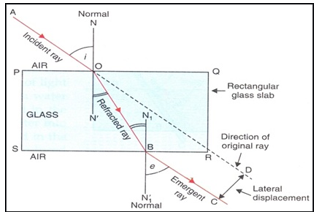 A
Normal
N
Incident ray
i
AIR
P
O
Q
Rectangular
glass slab
GLASS
N'
Refracted ray
N₁
Direction of
original ray
S
AIR
B
R
D
e
Emergent
ray
Lateral
displacement
C
N'₁
Normal